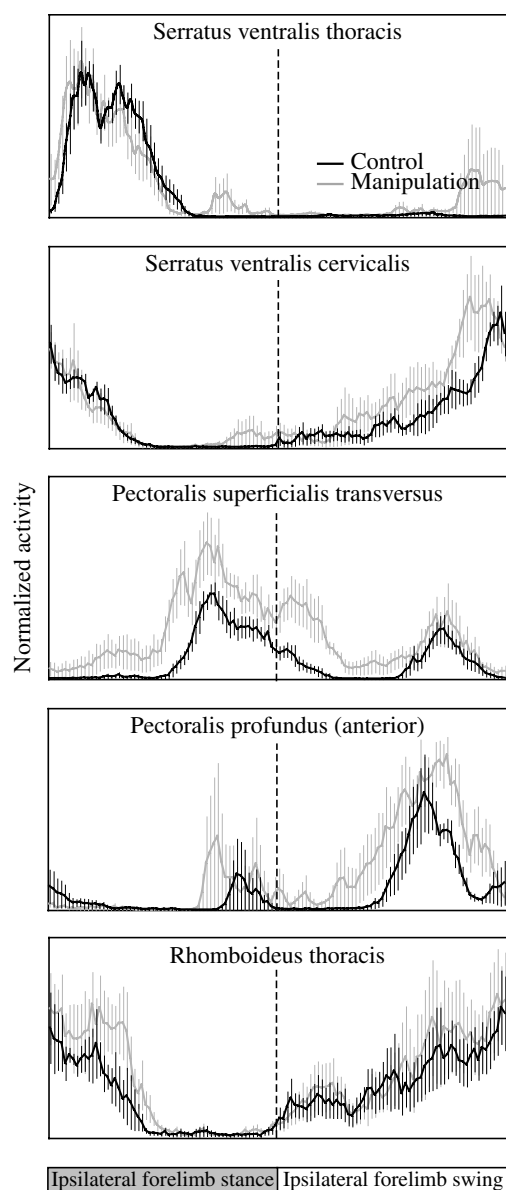 Serratus ventralis thoracis
Control
Manipulation
Serratus ventralis cervicalis
Normalized activity
Pectoralis superficialis transversus
Pectoralis profundus (anterior)
Rhomboideus thoracis
Ipsilateral forelimb stance Ipsilateral forelimb swing